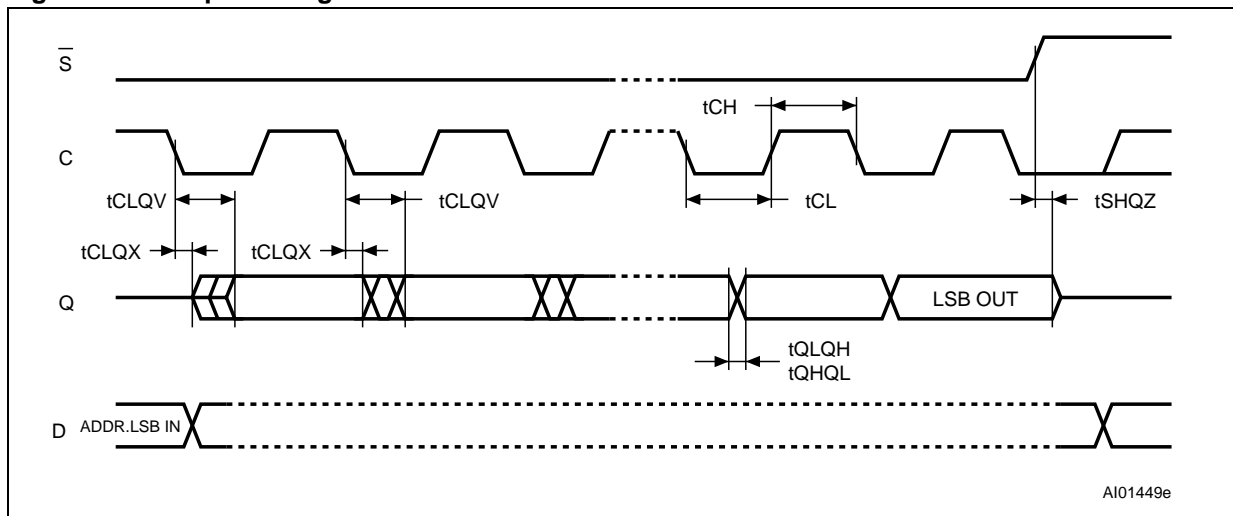 S
tCH
C
tCLQV
tCLQV
tCL
tSHQZ
tCLQX
tCLQX
Q
LSB OUT
tQLQH
tQHQL
D
ADDR.LSB IN
AI01449e